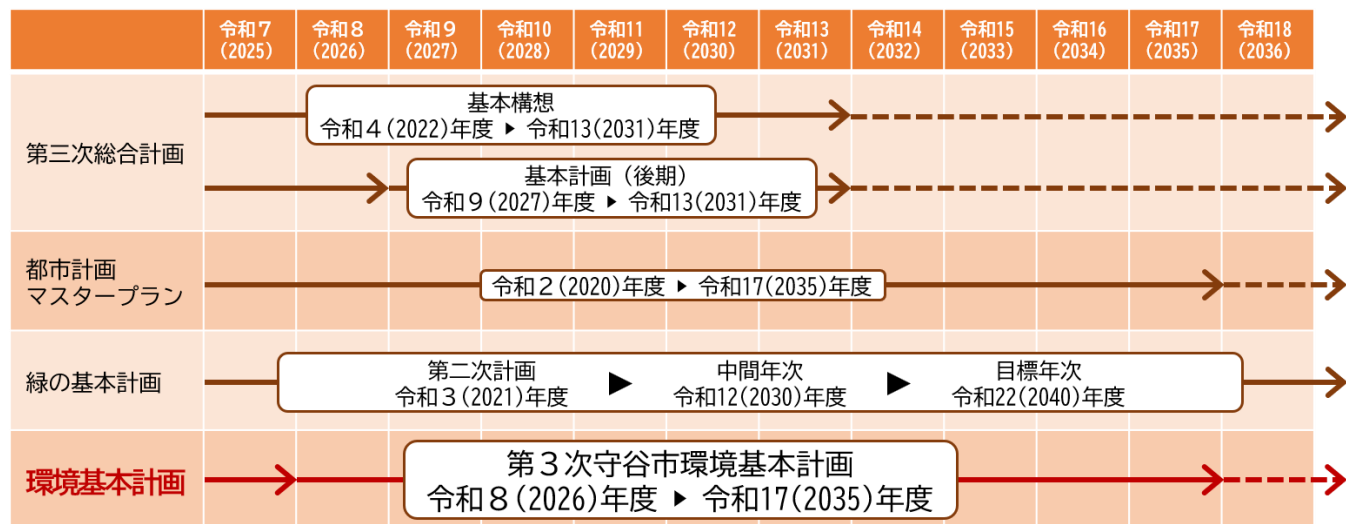 令和７ 令和８ 令和９ 令和10 令和11 令和12 令和13 令和14 令和15 令和16 令和17 令和18
(2025) (2026) (2027) (2028) (2029) (2030) (2031) (2032) (2033) (2034) (2035) (2036)
第三次総合計画
基本構想
令和４(2022)年度 ▶ 令和13(2031)年度
基本計画（後期）
令和９(2027)年度 ▶ 令和13(2031)年度
都市計画
マスタープラン
令和２(2020)年度 ▶ 令和17(2035)年度
緑の基本計画
第二次計画 ▶ 中間年次 ▶ 目標年次
令和３(2021)年度 令和12(2030)年度 令和22(2040)年度
環境基本計画
第３次守谷市環境基本計画
令和８(2026)年度 ▶ 令和17(2035)年度